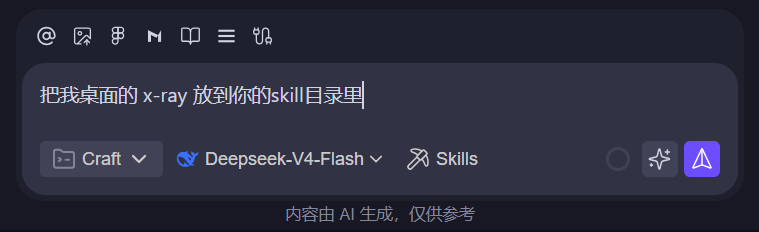 把我桌面的 x-ray 放到你的skill目录里
Craft Deepseek-V4-Flash Skills
内容由 AI 生成，仅供参考